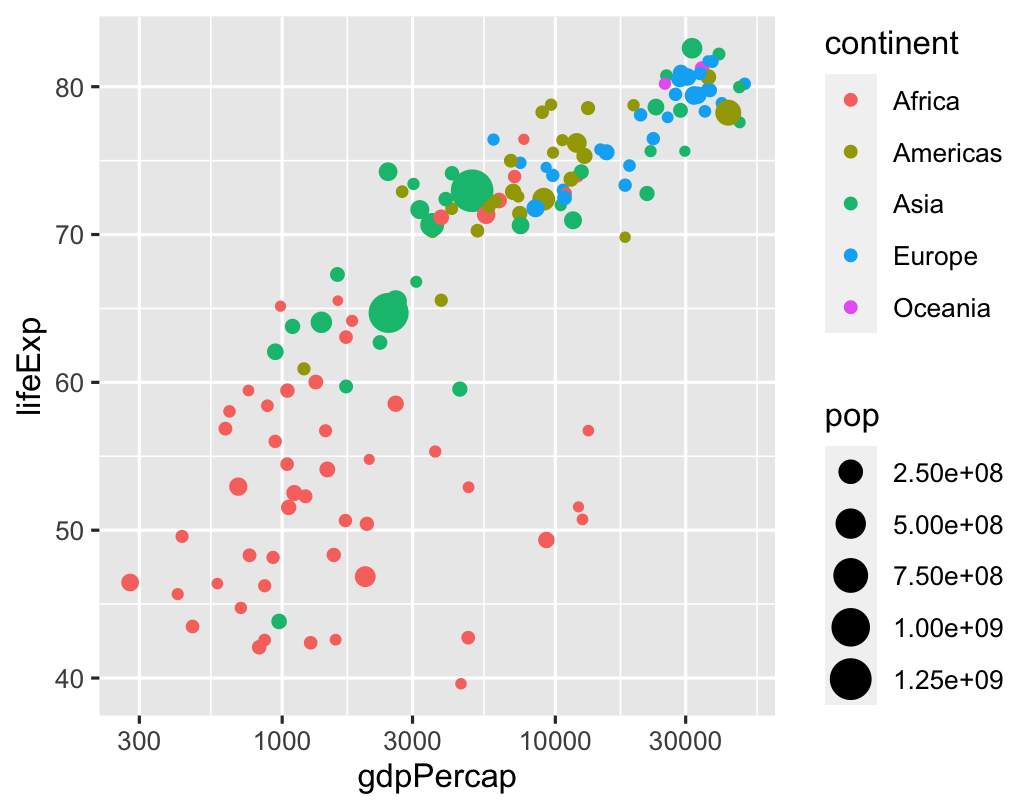 80
70
60
50
40
lifeExp
300
1000
3000
10000
30000
gdpPercap
continent
Africa
Americas
Asia
Europe
Oceania
pop
2.50e+08
5.00e+08
7.50e+08
1.00e+09
1.25e+09